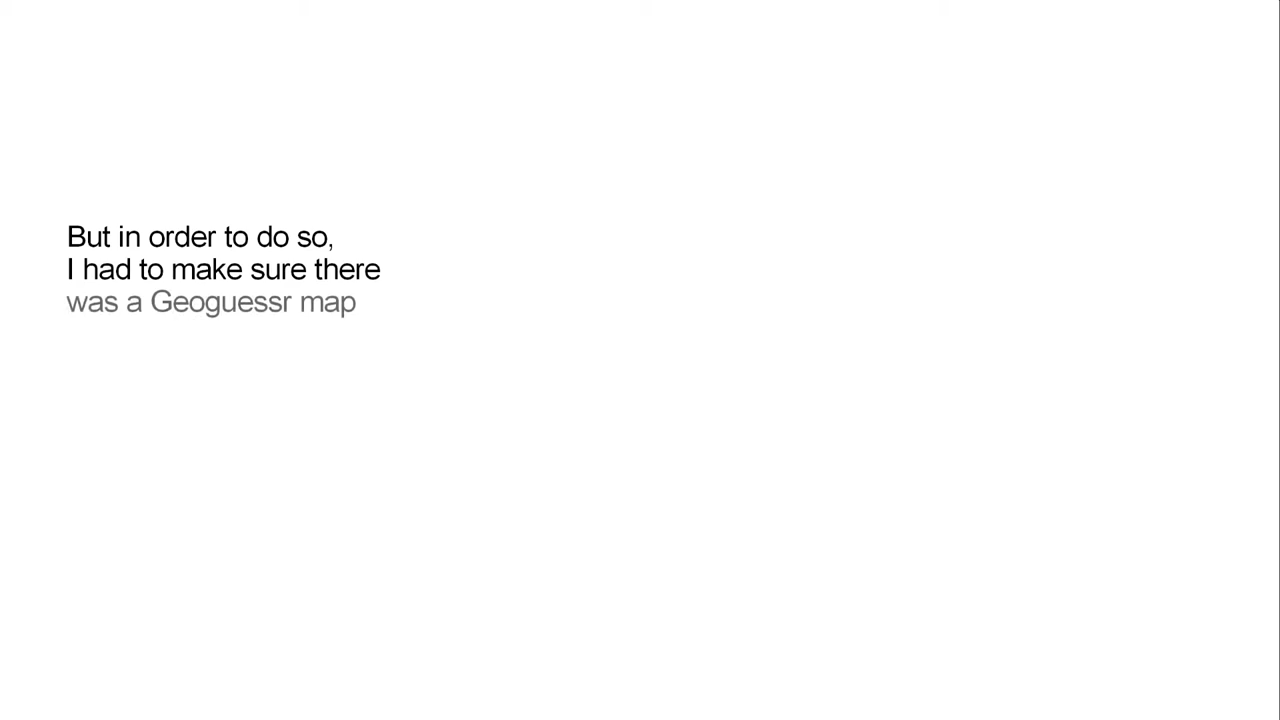 But in order to do so,
I had to make sure there
was a Geoguessr map